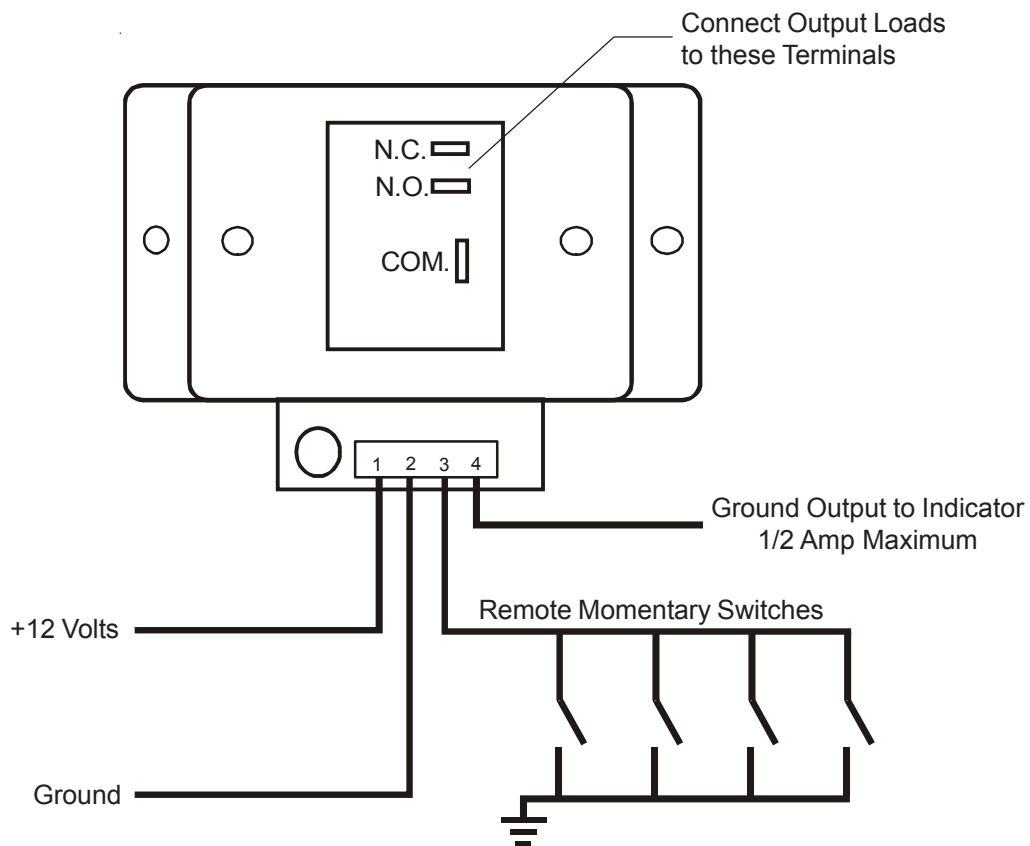 Connect Output Loads
to these Terminals
N.C.
N.O.
COM.
1 2 3 4
Ground Output to Indicator
1/2 Amp Maximum
Remote Momentary Switches
+12 Volts
Ground